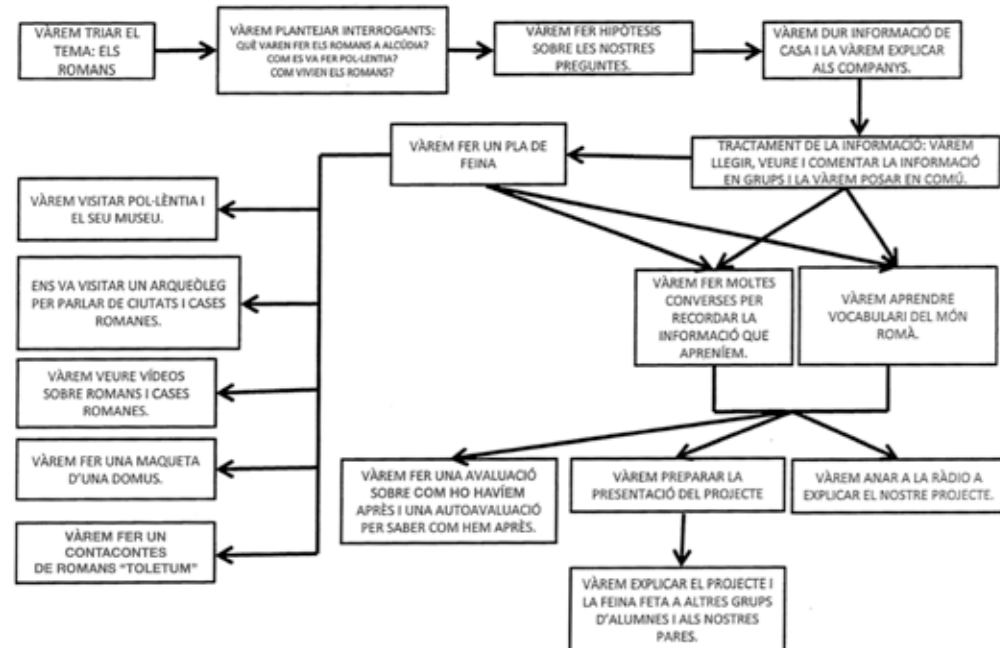 VÀREM TRIAR EL
TEMA: ELS
ROMANS
VÀREM PLANTEJAR INTERROGANTS:
QUÈ VAREN FER ELS ROMANS A ALCÚDIA?
COM ES VA FER POL·LENTIA?
COM VIVIEN ELS ROMANS?
VÀREM FER HIPÒTESIS
SOBRE LES NOSTRES
PREGUNTES.
VÀREM DUR INFORMACIÓ DE
CASA I LA VÀREM EXPLICAR
ALS COMPANYS.
TRACTAMENT DE LA INFORMACIÓ: VÀREM
LLEGIR, VEURE I COMENTAR LA INFORMACIÓ
EN GRUPS I LA VÀREM POSAR EN COMÚ.
VÀREM FER UN PLA DE
FEINA
VÀREM VISITAR POL·LÈNTIA I
EL SEU MUSEU.
ENS VA VISITAR UN ARQUEÒLEG
PER PARLAR DE CIUTATS I CASES
ROMANES.
VÀREM VEURE VÍDEOS
SOBRE ROMANS I CASES
ROMANES.
VÀREM FER UNA MAQUETA
D'UNA DOMUS.
VÀREM FER UN
CONTACONTES
DE ROMANS “TOLETUM”
VÀREM FER MOLTES
CONVERSES PER
RECORDAR LA
INFORMACIÓ QUE
APRENÍEM.
VÀREM APRENDRE
VOCABULARI DEL MÓN
ROMÀ.
VÀREM FER UNA AVALUACIÓ
SOBRE COM HO HAVÍEM
APRÈS I UNA AUTOAVALUACIÓ
PER SABER COM HEM APRÈS.
VÀREM PREPARAR LA
PRESENTACIÓ DEL PROJECTE
VÀREM ANAR A LA RÀDIO A
EXPLICAR EL NOSTRE PROJECTE.
VÀREM EXPLICAR EL PROJECTE I
LA FEINA FETA A ALTRES GRUPS
D'ALUMNES I ALS NOSTRES
PARES.